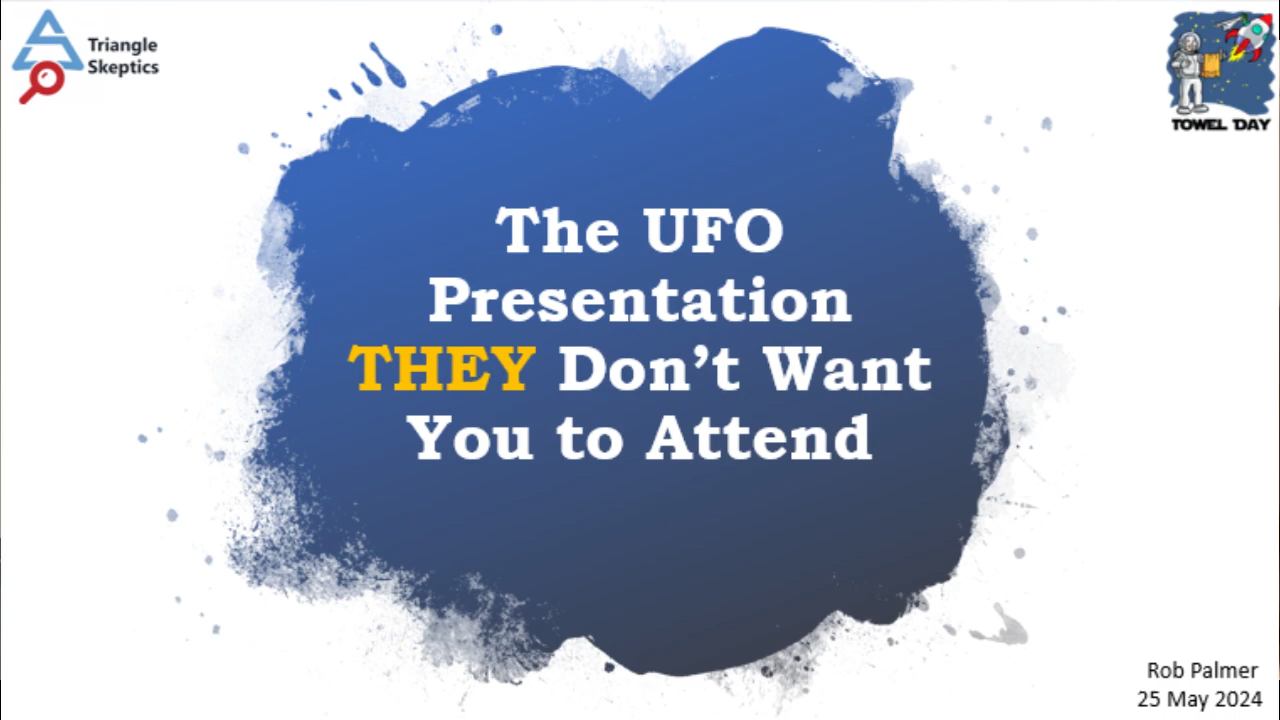 Triangle
Skeptics
TOWEL DAY
The UFO
Presentation
THEY Don’t Want
You to Attend
Rob Palmer
25 May 2024